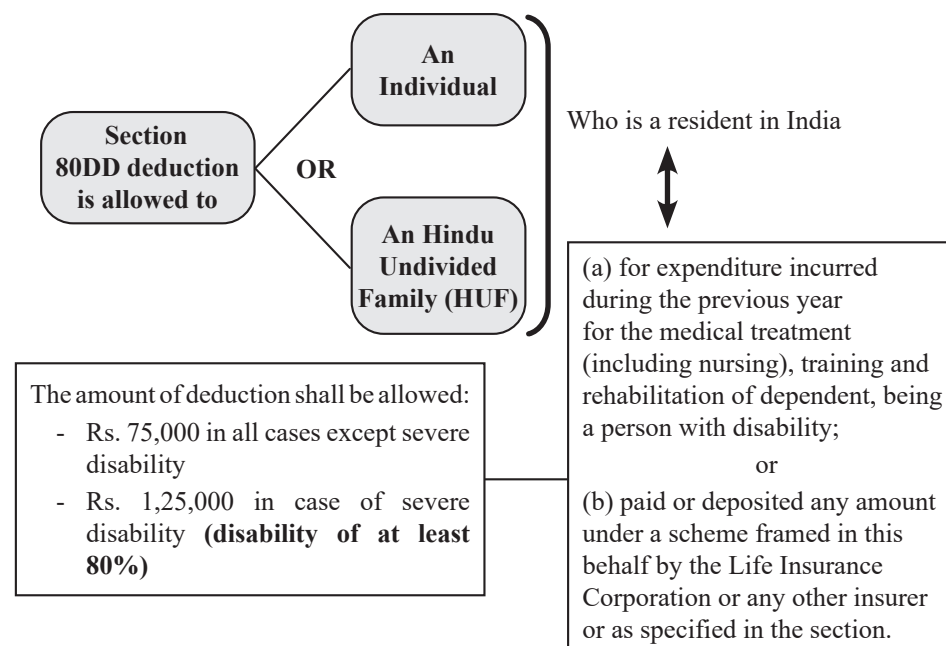 Section
80DD deduction
is allowed to
An
Individual
OR
An Hindu
Undivided
Family (HUF)
Who is a resident in India
(a) for expenditure incurred
during the previous year
for the medical treatment
(including nursing), training and
rehabilitation of dependent, being
a person with disability;
or
(b) paid or deposited any amount
under a scheme framed in this
behalf by the Life Insurance
Corporation or any other insurer
or as specified in the section.
The amount of deduction shall be allowed:
- Rs. 75,000 in all cases except severe
disability
- Rs. 1,25,000 in case of severe
disability (disability of at least
80%)